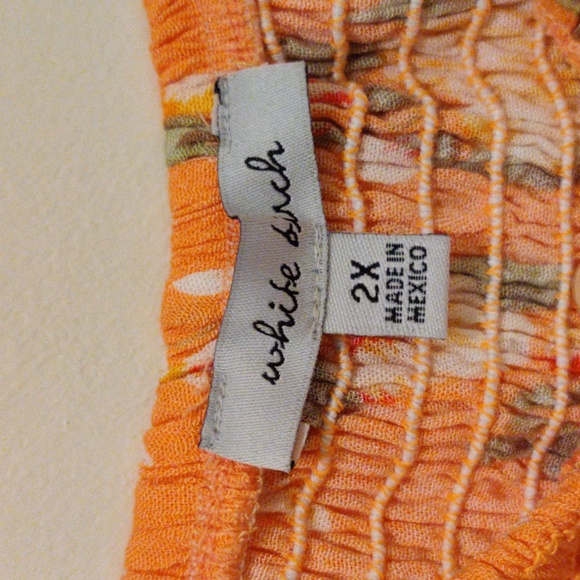 white birch
2X
MADE IN
MEXICO